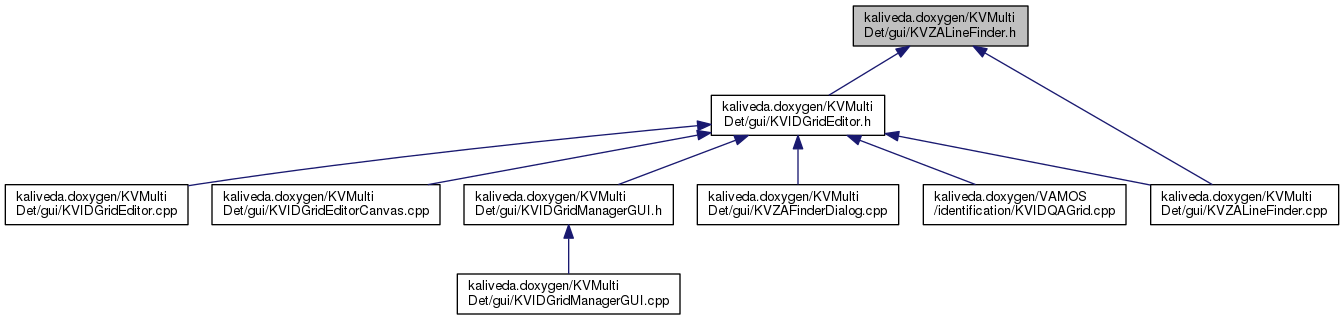 kaliveda.doxygen/KVMulti
Det/gui/KVZALineFinder.h
kaliveda.doxygen/KVMulti
Det/gui/KVIDGridEditor.h
kaliveda.doxygen/KVMulti
Det/gui/KVIDGridEditor.cpp
kaliveda.doxygen/KVMulti
Det/gui/KVIDGridEditorCanvas.cpp
kaliveda.doxygen/KVMulti
Det/gui/KVIDGridManagerGUI.h
kaliveda.doxygen/KVMulti
Det/gui/KVZAFinderDialog.cpp
kaliveda.doxygen/VAMOS
/identification/KVIDQAGrid.cpp
kaliveda.doxygen/KVMulti
Det/gui/KVZALineFinder.cpp
kaliveda.doxygen/KVMulti
Det/gui/KVIDGridManagerGUI.cpp